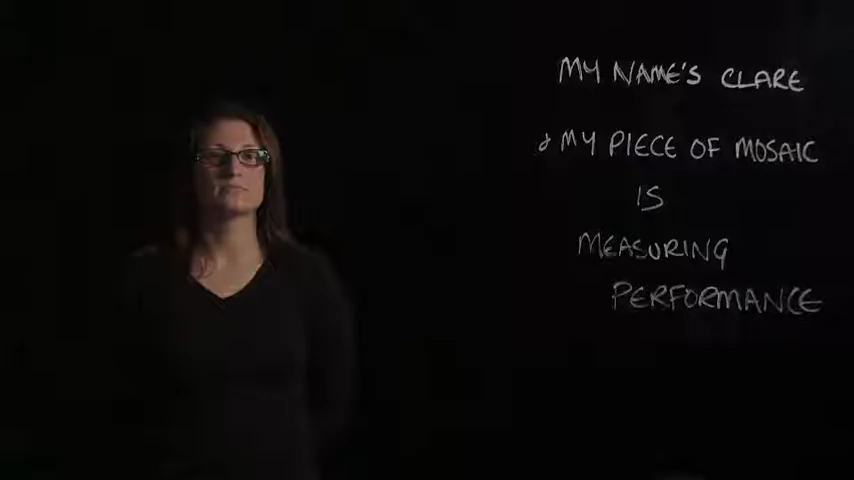 MY NAME'S CLARE
& MY PIECE OF MOSAIC
IS
MEASURING
PERFORMANCE